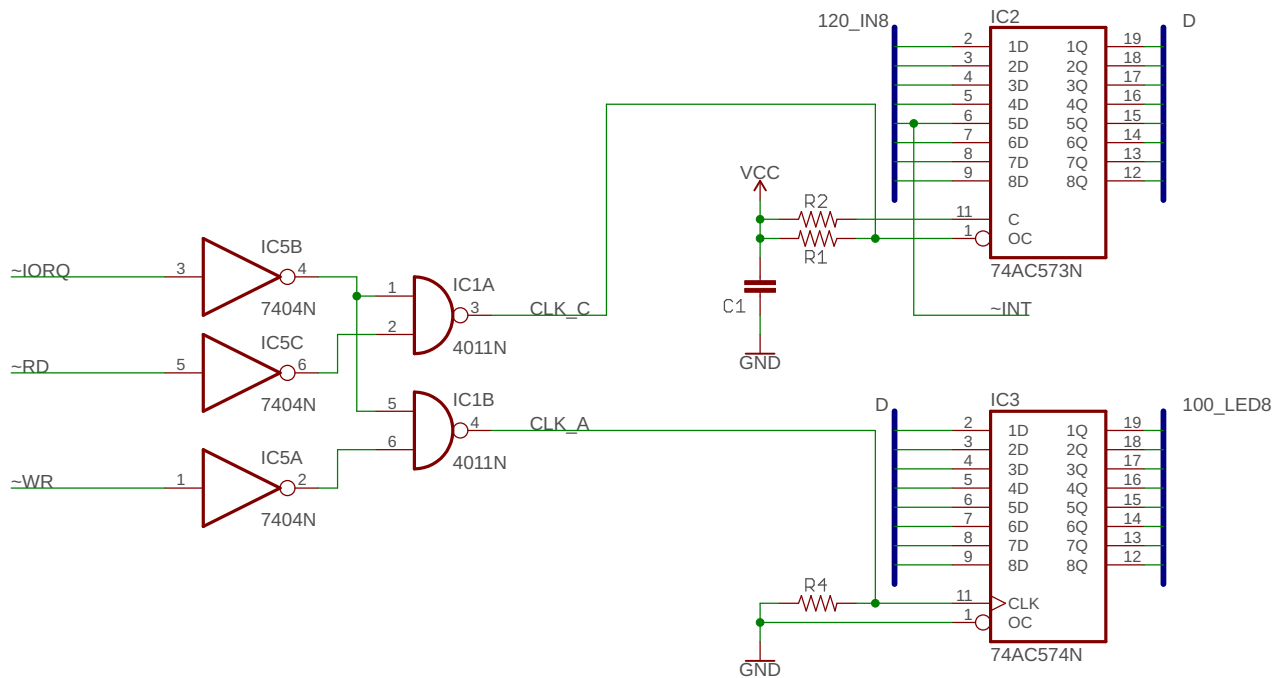 120_IN8
IC2
D
2 1D 1Q 19
3 2D 2Q 18
4 3D 3Q 17
5 4D 4Q 16
6 5D 5Q 15
7 6D 6Q 14
8 7D 7Q 13
9 8D 8Q 12
11 C
1 OC
74AC573N
VCC
R2
R1
C1
GND
~INT
~IORQ
3
IC5B
4
7404N
~RD
5
IC5C
6
7404N
~WR
1
IC5A
2
7404N
1
2
IC1A
3
4011N
CLK_C
5
6
IC1B
4
4011N
CLK_A
D
IC3
100_LED8
2 1D 1Q 19
3 2D 2Q 18
4 3D 3Q 17
5 4D 4Q 16
6 5D 5Q 15
7 6D 6Q 14
8 7D 7Q 13
9 8D 8Q 12
R4
11 CLK
1 OC
74AC574N
GND